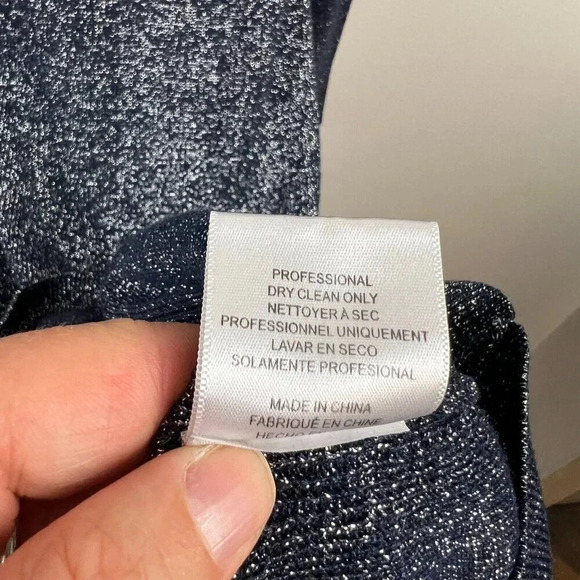 PROFESSIONAL
DRY CLEAN ONLY
NETTOYER À SEC
PROFESSIONNEL UNIQUEMENT
LAVAR EN SECO
SOLAMENTE PROFESIONAL
MADE IN CHINA
FABRIQUÉ EN CHINE
HECHO